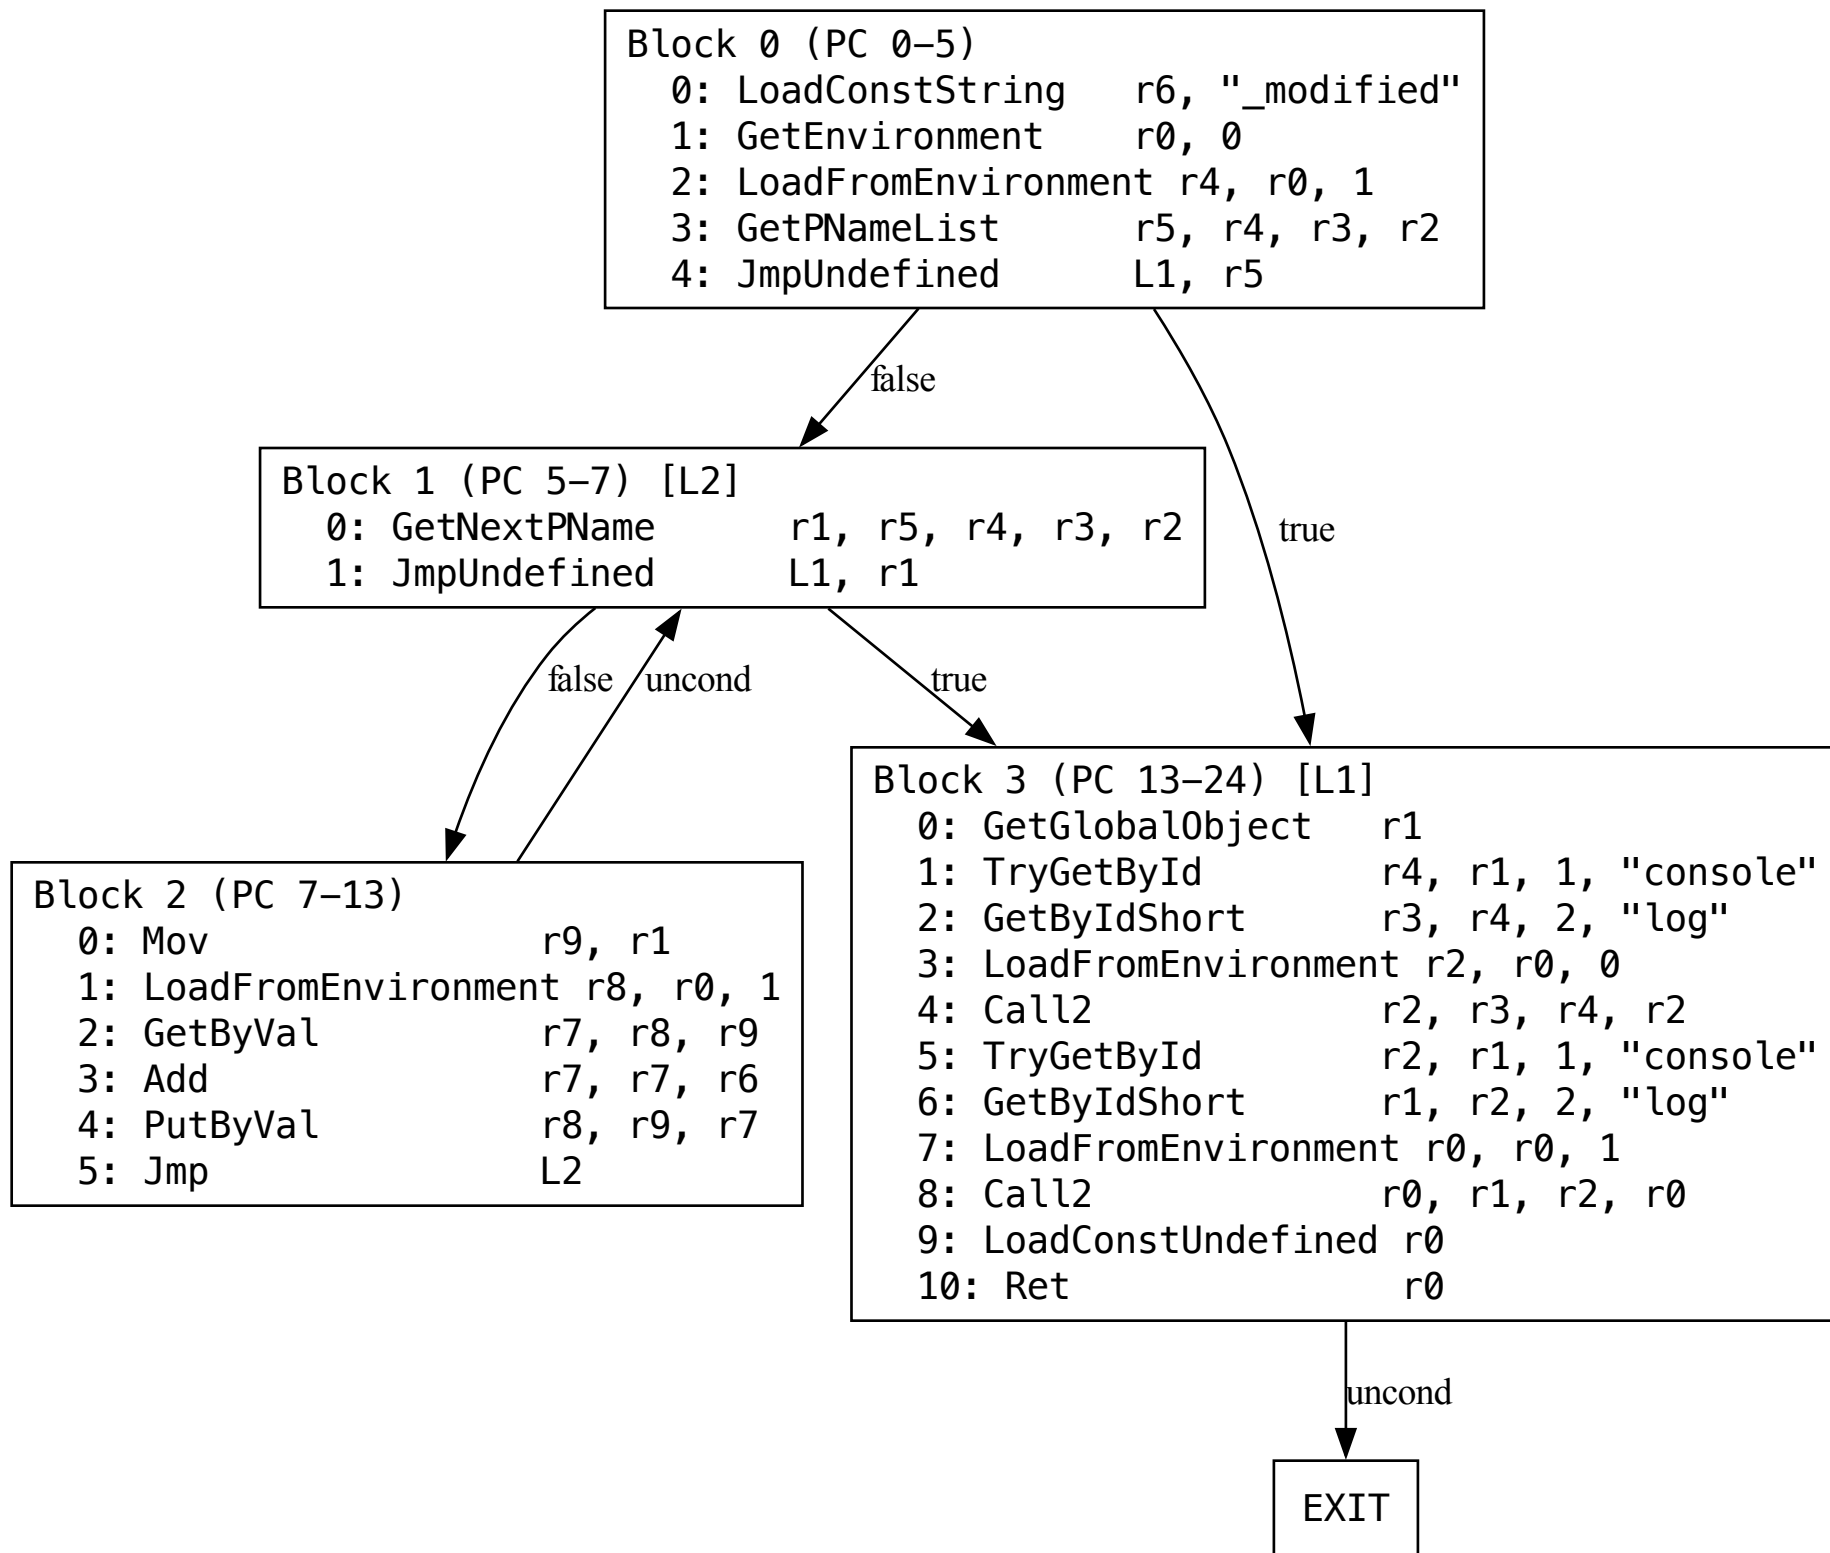 Block 0 (PC 0–5)
0: LoadConstString r6, "_modified"
1: GetEnvironment r0, 0
2: LoadFromEnvironment r4, r0, 1
3: GetPNameList r5, r4, r3, r2
4: JmpUndefined L1, r5
false
true
Block 1 (PC 5–7) [L2]
0: GetNextPName r1, r5, r4, r3, r2
1: JmpUndefined L1, r1
false
uncond
true
Block 2 (PC 7–13)
0: Mov r9, r1
1: LoadFromEnvironment r8, r0, 1
2: GetByVal r7, r8, r9
3: Add r7, r7, r6
4: PutByVal r8, r9, r7
5: Jmp L2
Block 3 (PC 13–24) [L1]
0: GetGlobalObject r1
1: TryGetById r4, r1, 1, "console"
2: GetByIdShort r3, r4, 2, "log"
3: LoadFromEnvironment r2, r0, 0
4: Call2 r2, r3, r4, r2
5: TryGetById r2, r1, 1, "console"
6: GetByIdShort r1, r2, 2, "log"
7: LoadFromEnvironment r0, r0, 1
8: Call2 r0, r1, r2, r0
9: LoadConstUndefined r0
10: Ret r0
uncond
EXIT